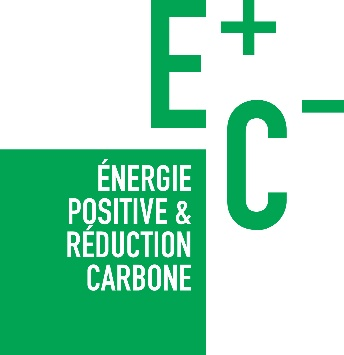 E+
C-
ÉNERGIE
POSITIVE &
RÉDUCTION
CARBONE